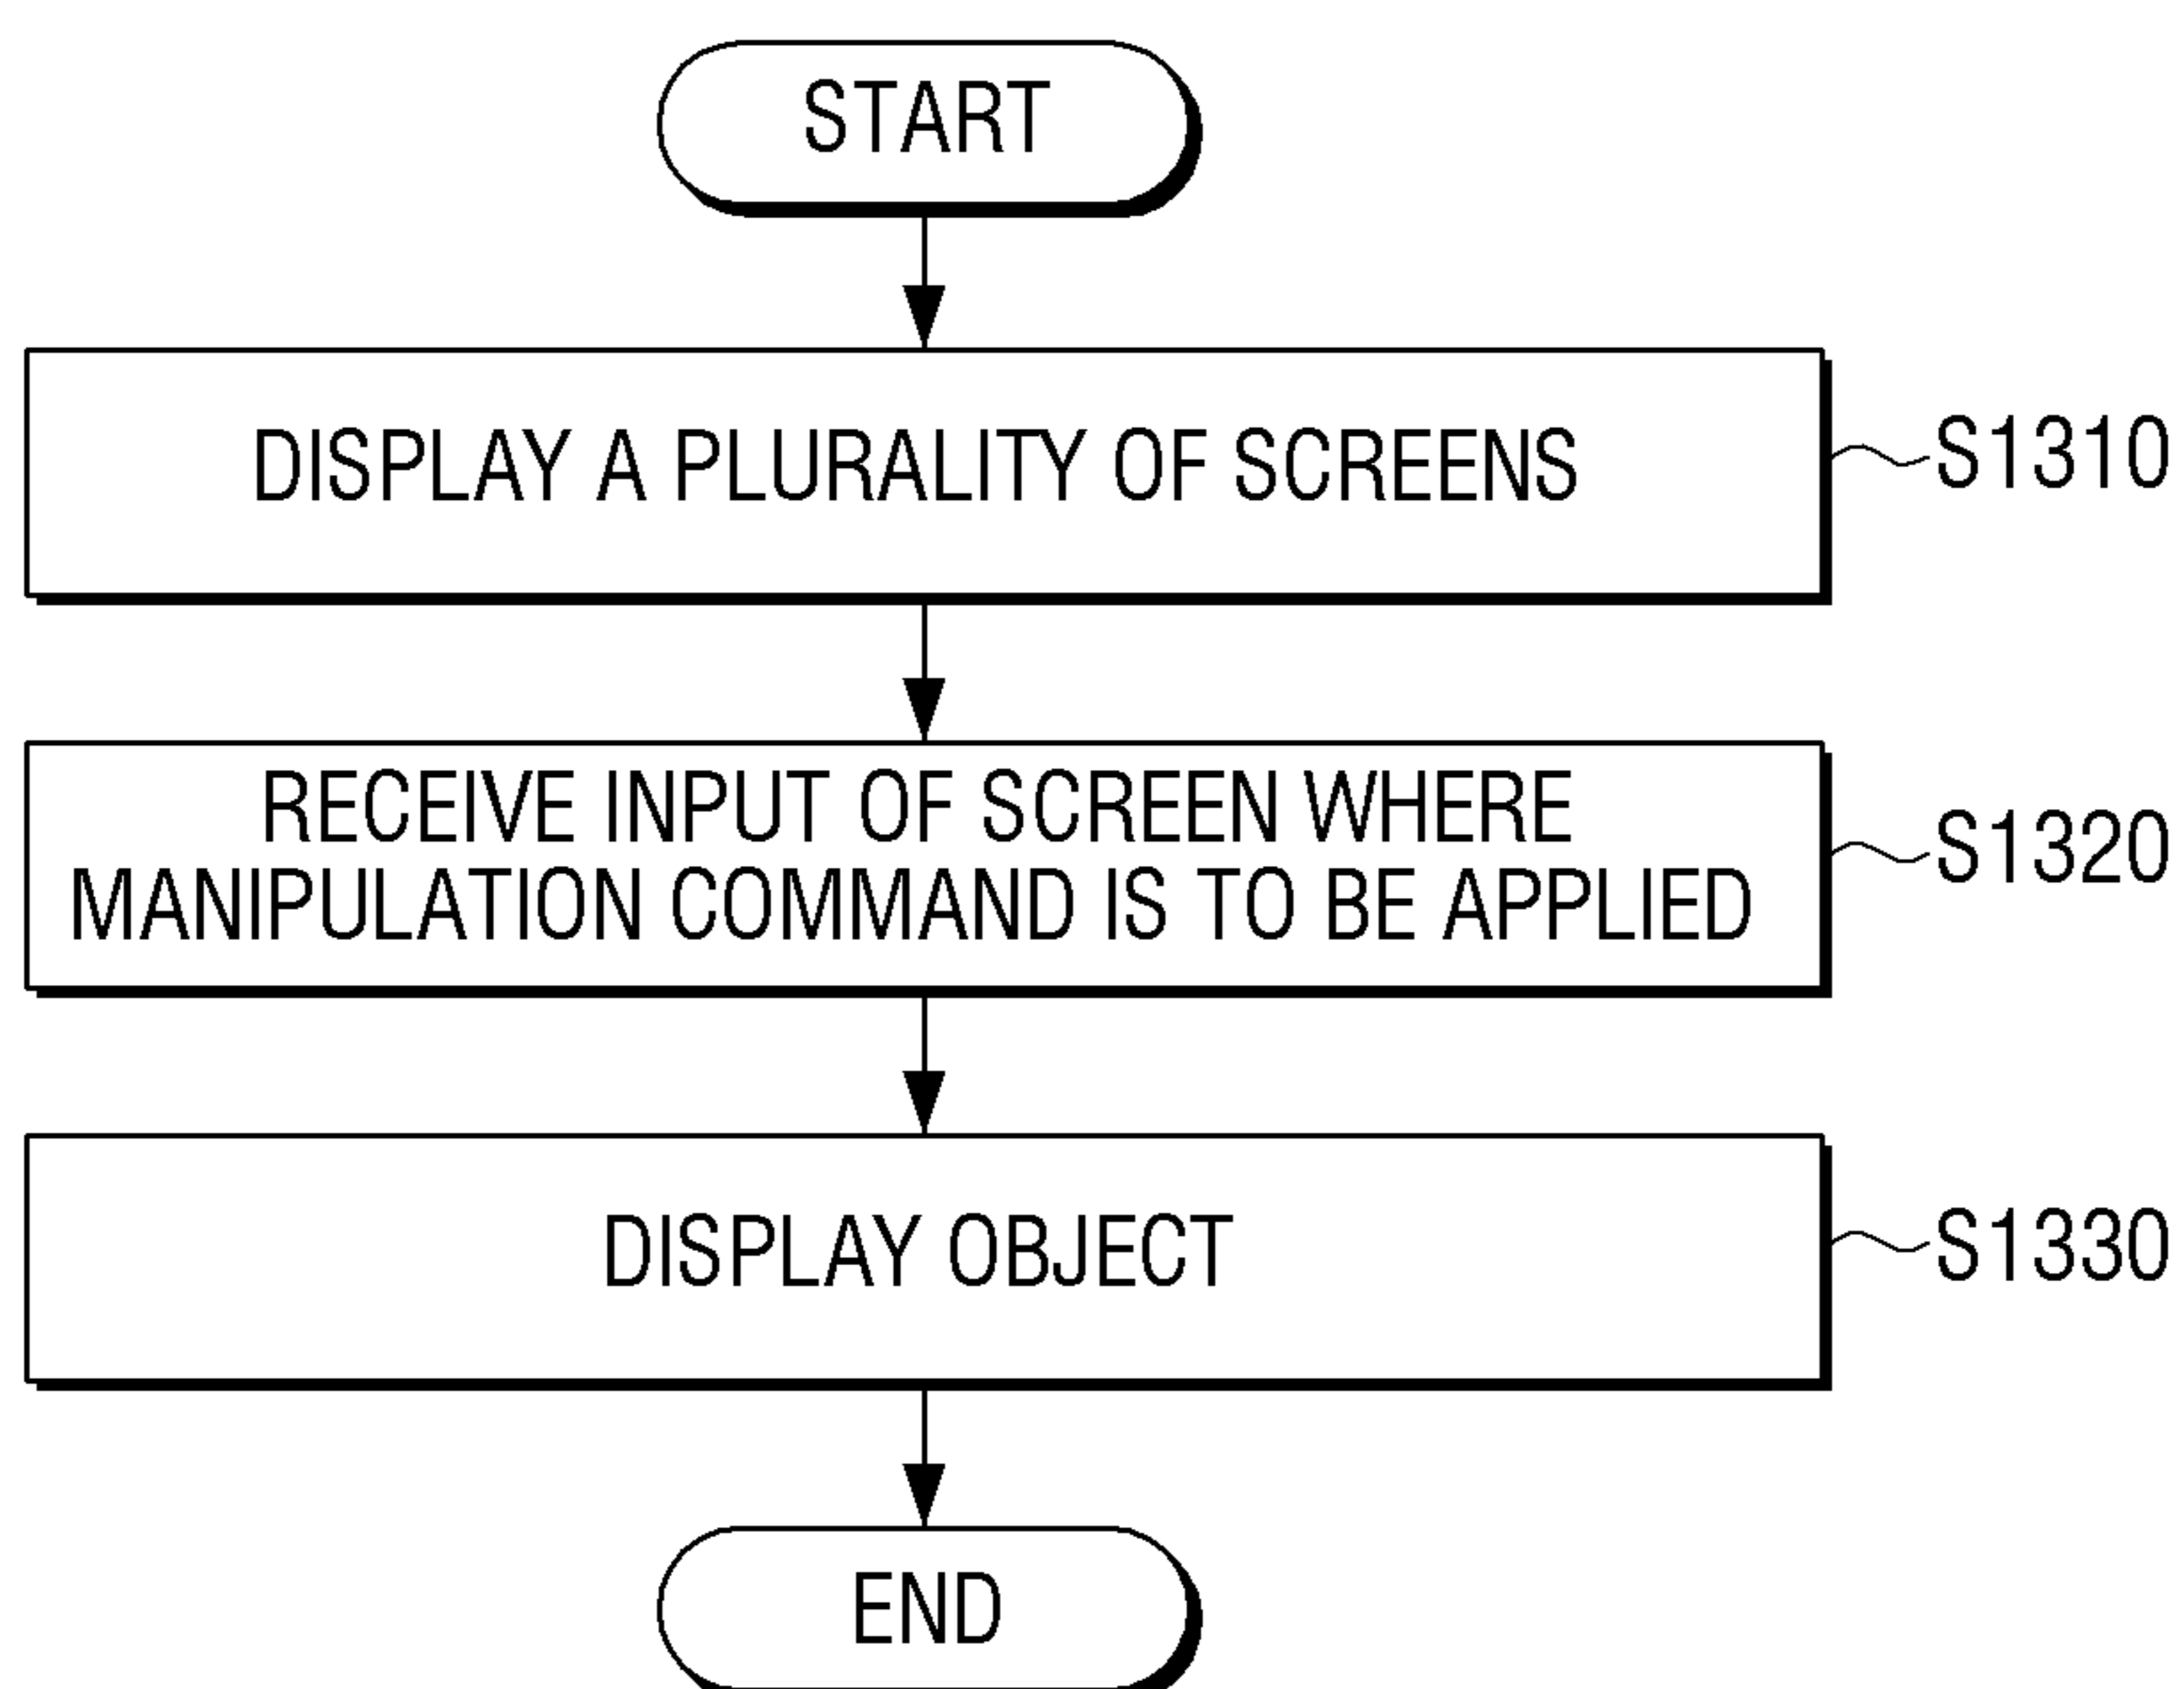 START
DISPLAY A PLURALITY OF SCREENS
S1310
RECEIVE INPUT OF SCREEN WHERE
MANIPULATION COMMAND IS TO BE APPLIED
S1320
DISPLAY OBJECT
S1330
END